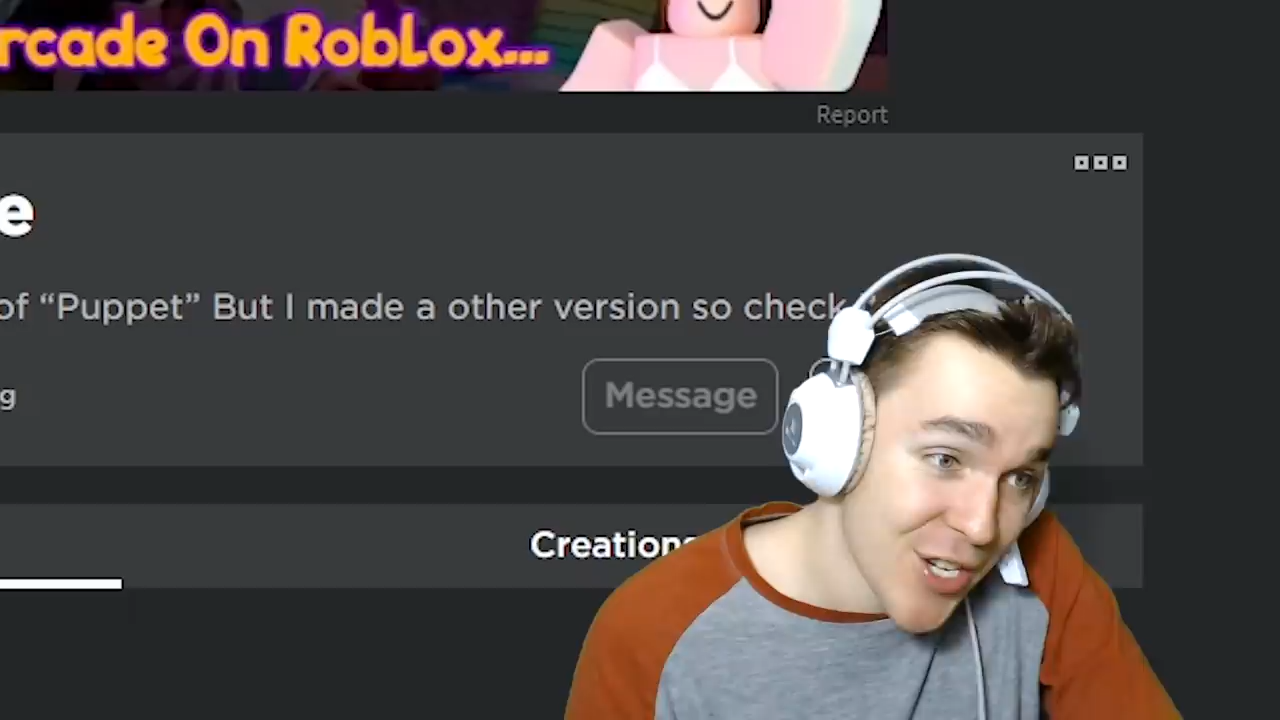 rcade On Roblox...
Report
e
of “Puppet” But I made a other version so check
Message
g
Creations